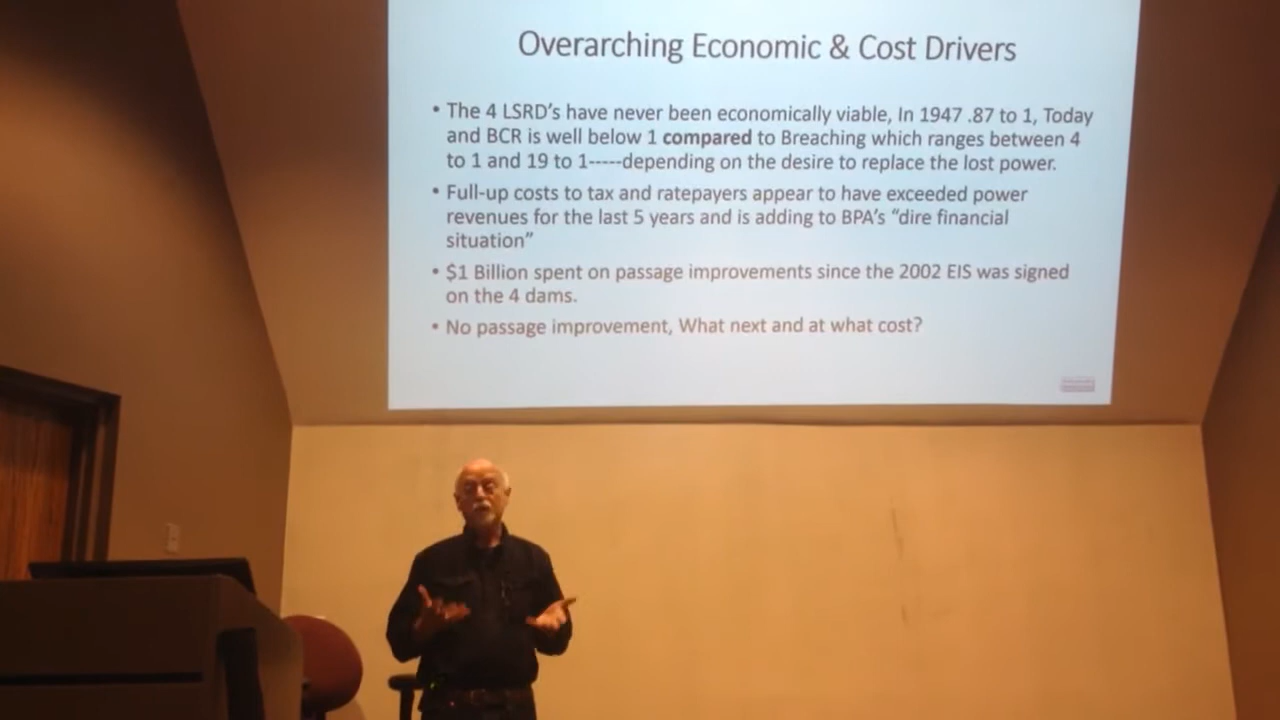 Overarching Economic & Cost Drivers
• The 4 LSRD's have never been economically viable, In 1947 .87 to 1, Today
and BCR is well below 1 compared to Breaching which ranges between 4
to 1 and 19 to 1-----depending on the desire to replace the lost power.
• Full-up costs to tax and ratepayers appear to have exceeded power
revenues for the last 5 years and is adding to BPA's “dire financial
situation”
• $1 Billion spent on passage improvements since the 2002 EIS was signed
on the 4 dams.
• No passage improvement, What next and at what cost?